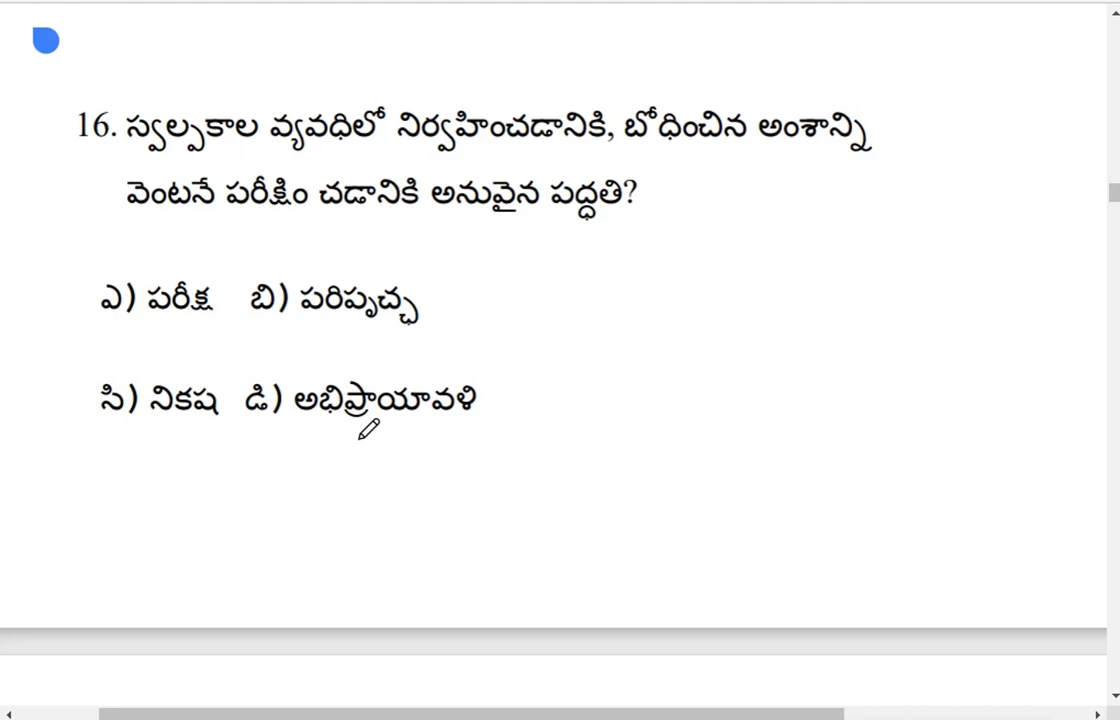 16. స్వల్పకాల వ్యవధిలో నిర్వహించడానికి, బోధించిన అంశాన్ని
వెంటనే పరీక్షిం చడానికి అనువైన పద్ధతి?
ఎ) పరీక్ష బి) పరిపృచ్ఛ
సి) నికష డి) అభిప్రాయావళి